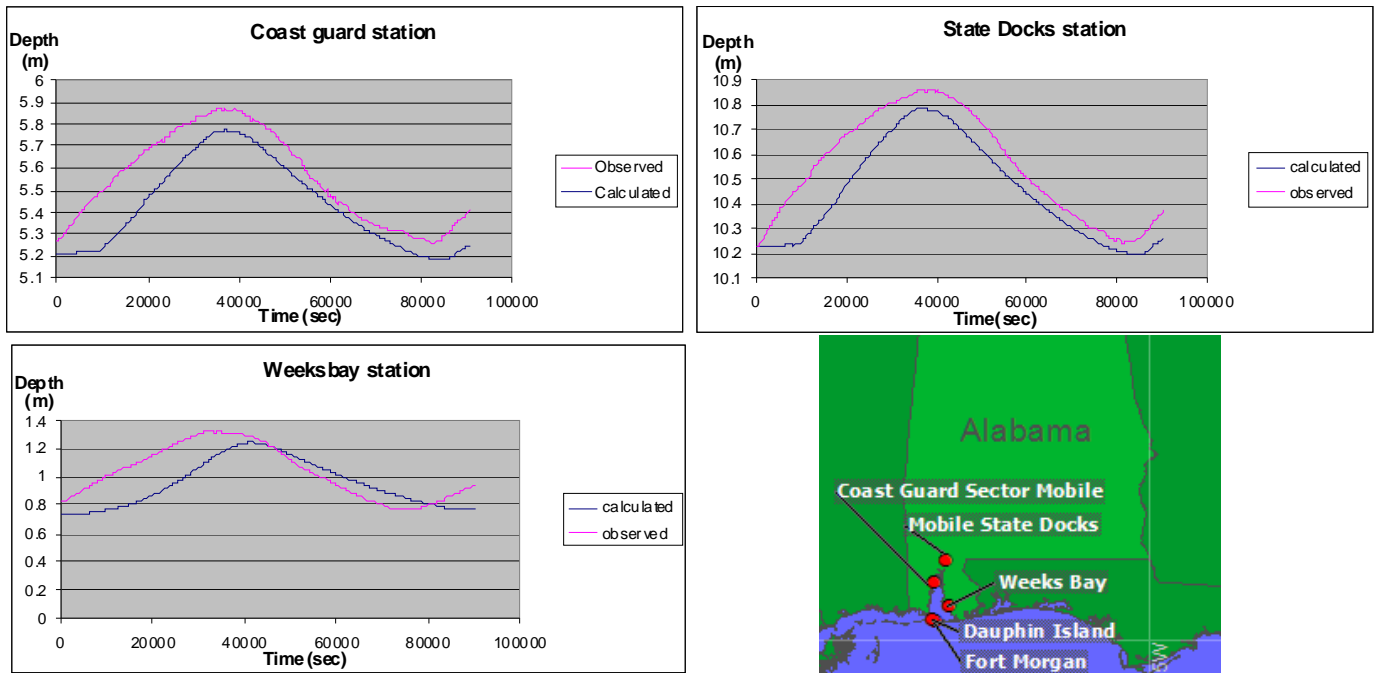 Coast guard station
Depth
(m)
6
5.9
5.8
5.7
5.6
5.5
5.4
5.3
5.2
5.1
0 20000 40000 60000 80000 100000
Time (sec)
Observed
Calculated
State Docks station
Depth
(m)
10.9
10.8
10.7
10.6
10.5
10.4
10.3
10.2
10.1
0 20000 40000 60000 80000 100000
Time(sec)
calculated
observed
Weeksbay station
Depth
(m)
1.4
1.2
1
0.8
0.6
0.4
0.2
0
0 20000 40000 60000 80000 100000
Time(sec)
calculated
observed
Alabama
Coast Guard Sector Mobile
Mobile State Docks
Weeks Bay
Dauphin Island
Fort Morgan